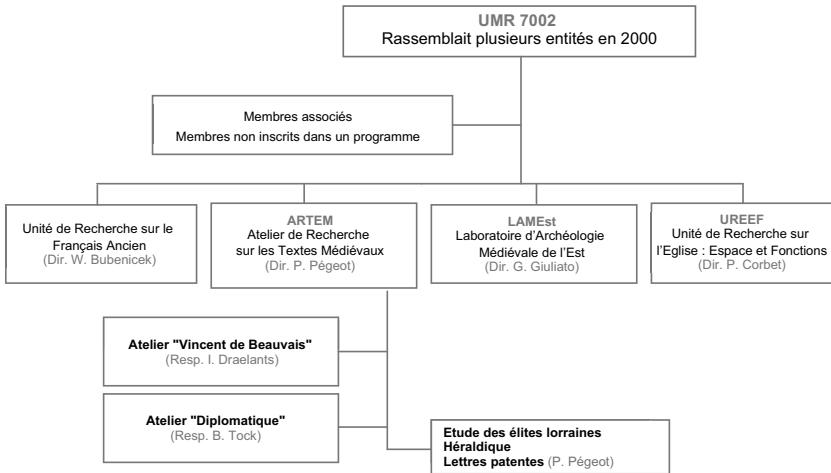 UMR 7002
Rassemblait plusieurs entités en 2000
Membres associés
Membres non inscrits dans un programme
Unité de Recherche sur le
Français Ancien
(Dir. W. Bubenicek)
ARTEM
Atelier de Recherche
sur les Textes Médiévaux
(Dir. P. Pégeot)
LAMEst
Laboratoire d’Archéologie
Médiévale de l’Est
(Dir. G. Giuliato)
UREEF
Unité de Recherche sur
l’Eglise : Espace et Fonctions
(Dir. P. Corbet)
Atelier "Vincent de Beauvais"
(Resp. I. Draelants)
Atelier "Diplomatique"
(Resp. B. Tock)
Etude des élites lorraines
Héraldique
Lettres patentes (P. Pégeot)